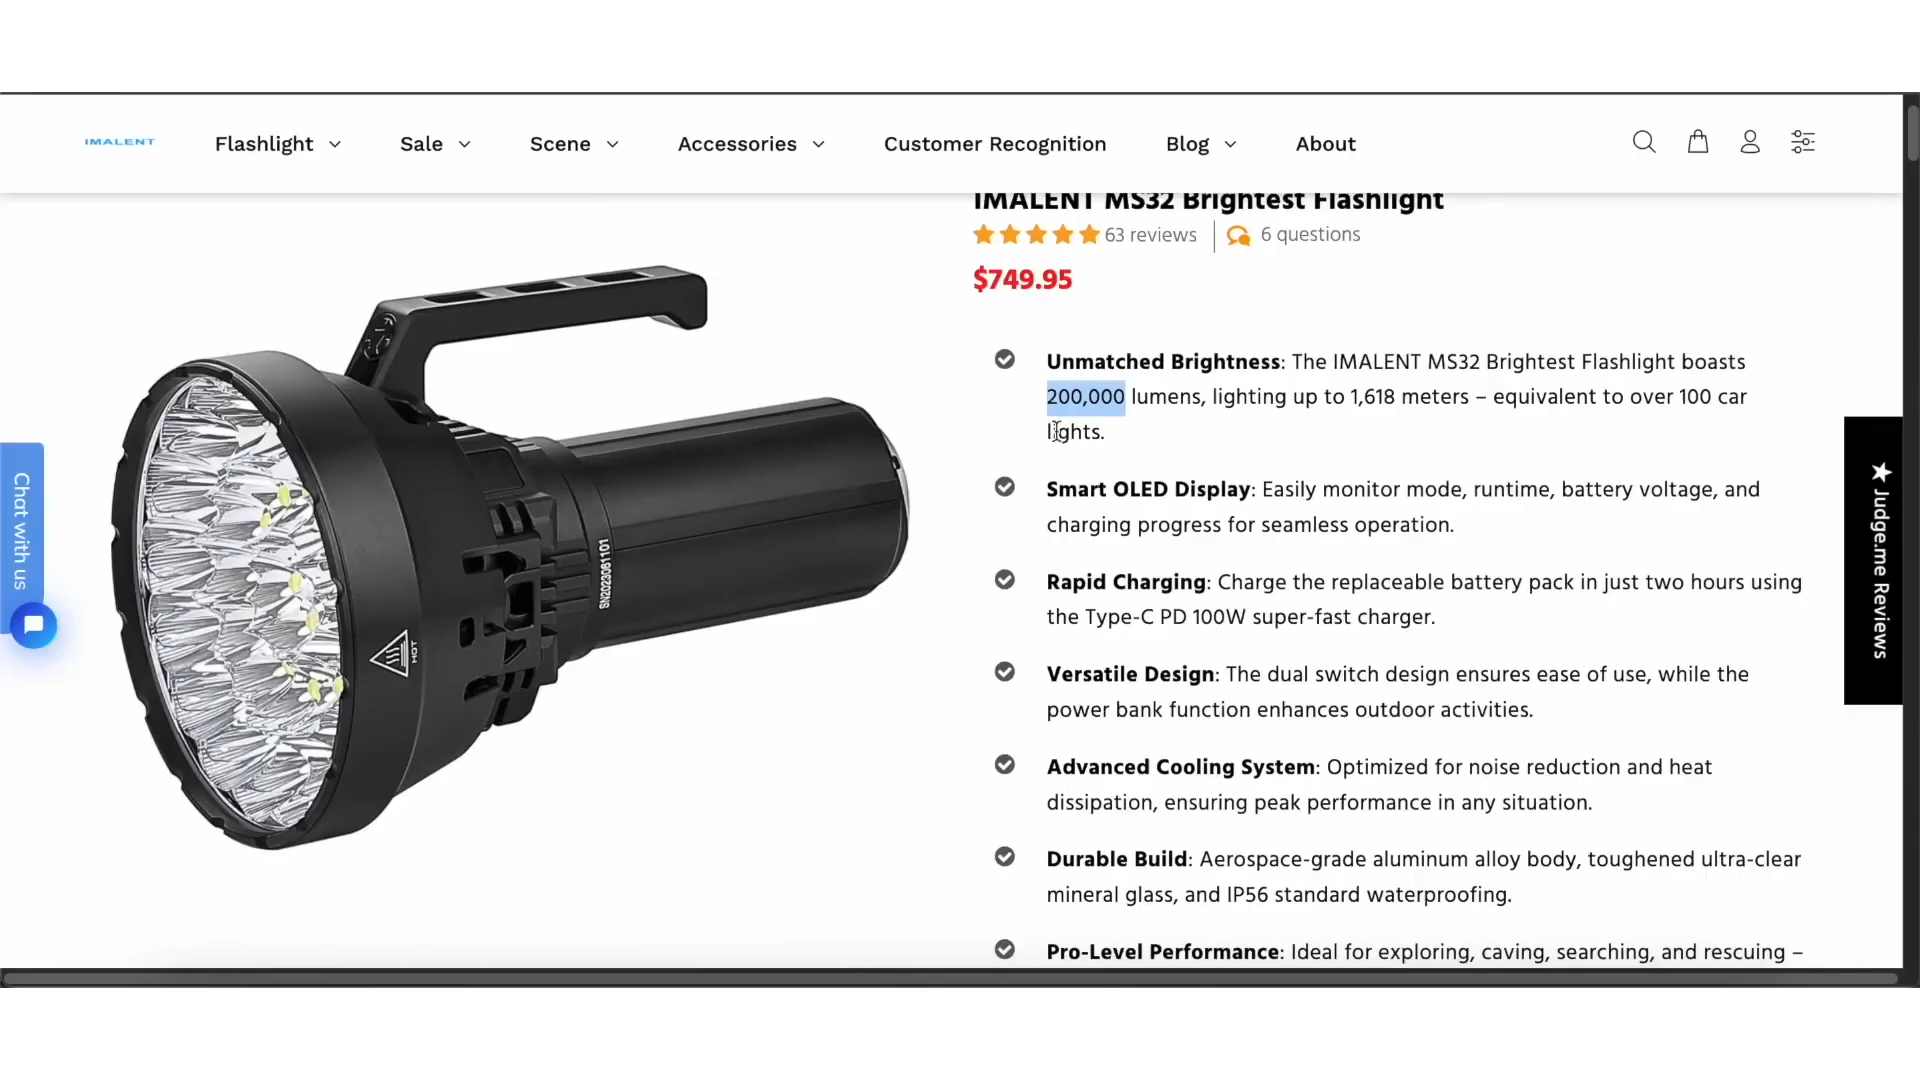 IMALENT
Flashlight
Sale
Scene
Accessories
Customer Recognition
Blog
About
IMALENT MS32 Brightest Flashlight
63 reviews
6 questions
$749.95
Unmatched Brightness: The IMALENT MS32 Brightest Flashlight boasts
200,000 lumens, lighting up to 1,618 meters – equivalent to over 100 car
lights.
Smart OLED Display: Easily monitor mode, runtime, battery voltage, and
charging progress for seamless operation.
Rapid Charging: Charge the replaceable battery pack in just two hours using
the Type-C PD 100W super-fast charger.
Versatile Design: The dual switch design ensures ease of use, while the
power bank function enhances outdoor activities.
Advanced Cooling System: Optimized for noise reduction and heat
dissipation, ensuring peak performance in any situation.
Durable Build: Aerospace-grade aluminum alloy body, toughened ultra-clear
mineral glass, and IP56 standard waterproofing.
Pro-Level Performance: Ideal for exploring, caving, searching, and rescuing –
Chat with us
SN2023061101
HOT
★ Judge.me Reviews